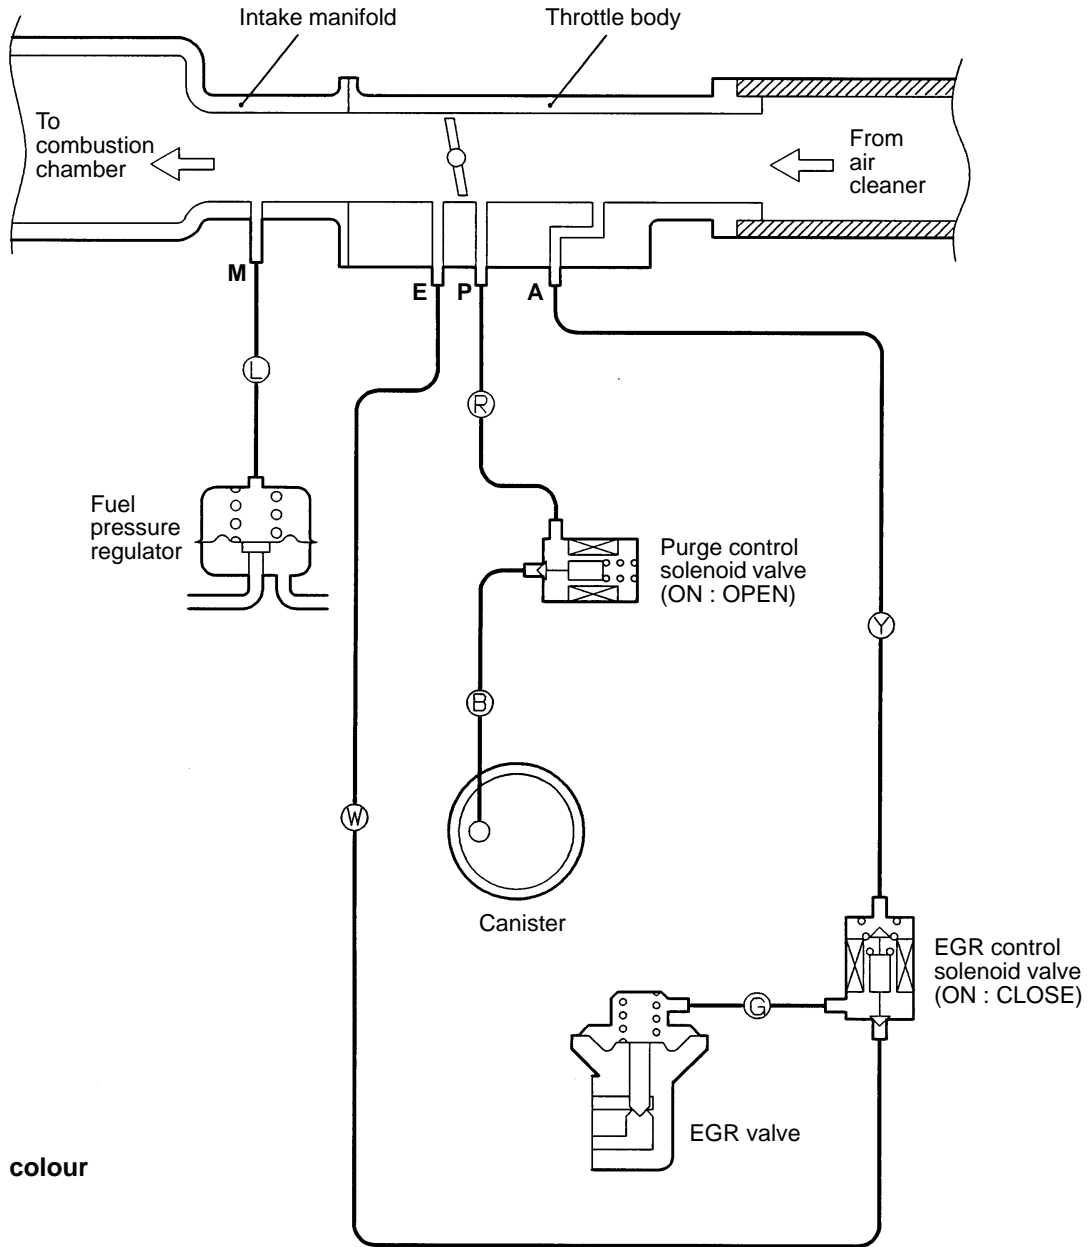 Intake manifold
Throttle body
To
combustion
chamber
From
air
cleaner
M
E
P
A
L
R
Fuel
pressure
regulator
Purge control
solenoid valve
(ON : OPEN)
Y
B
W
Canister
EGR control
solenoid valve
(ON : CLOSE)
G
EGR valve
colour